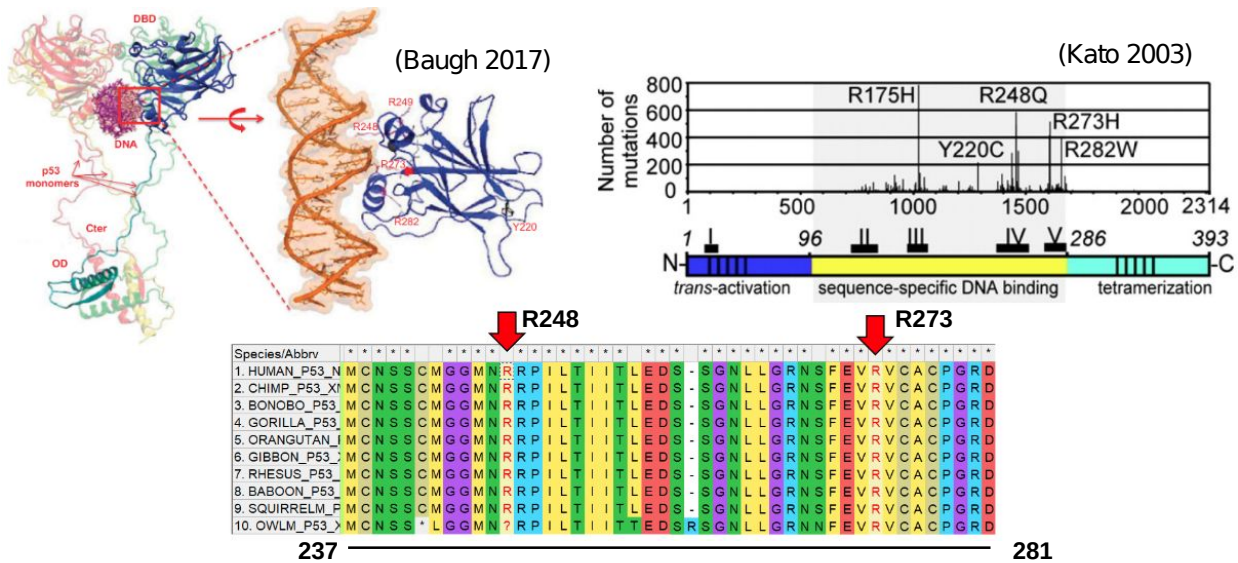 DBD
DNA
p53
monomers
Cter
OD
R249
R248
R273
R282
Y220
(Baugh 2017)
(Kato 2003)
Number of
mutations
800
600
400
200
0
R175H
R248Q
R273H
Y220C
R282W
1 500 1000 1500 2000 2314
1 I 96 II III IV V 286 393
N- -C
trans-activation sequence-specific DNA binding tetramerization
R248 R273
Species/Abbrv * * * * * * * * * * * * * * * * * * * * * * * * * * * * * * * * * * * * * *
1. HUMAN_P53_N M C N S S C M G G M N R R P I L T I I T L E D S - S G N L L G R N S F E V R V C A C P G R D
2. CHIMP_P53_XI M C N S S C M G G M N R R P I L T I I T L E D S - S G N L L G R N S F E V R V C A C P G R D
3. BONOBO_P53_ M C N S S C M G G M N R R P I L T I I T L E D S - S G N L L G R N S F E V R V C A C P G R D
4. GORILLA_P53_ M C N S S C M G G M N R R P I L T I I T L E D S - S G N L L G R N S F E V R V C A C P G R D
5. ORANGUTAN_ M C N S S C M G G M N R R P I L T I I T L E D S - S G N L L G R N S F E V R V C A C P G R D
6. GIBBON_P53_ M C N S S C M G G M N R R P I L T I I T L E D S - S G N L L G R N S F E V R V C A C P G R D
7. RHESUS_P53_ M C N S S C M G G M N R R P I L T I I T L E D S - S G N L L G R N S F E V R V C A C P G R D
8. BABOON_P53_ M C N S S C M G G M N R R P I L T I I T L E D S - S G N L L G R N S F E V R V C A C P G R D
9. SQUIRRELM_P M C N S S C M G G M N R R P I L T I I T L E D S - S G N L L G R N S F E V R V C A C P G R D
10. OWLM_P53_X M C N S S * L G G M N ? R P I L T I I T T E D S R S G N L L G R N N F E V R V C A C P G R D
237 281